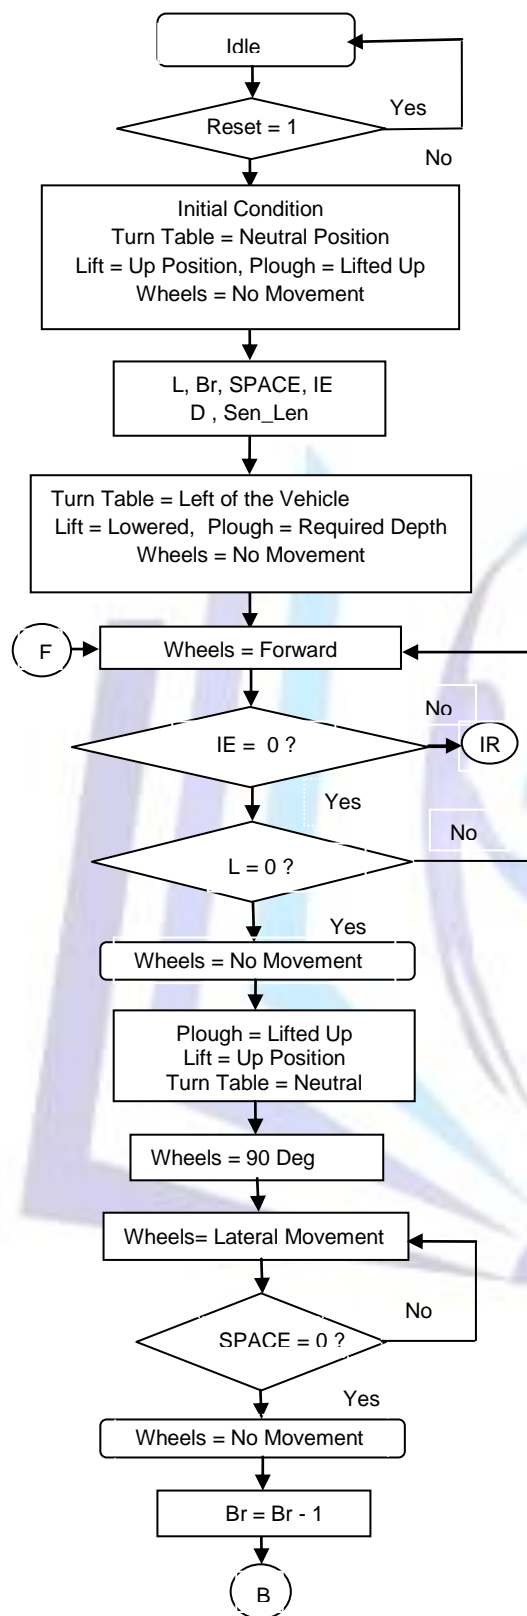 Idle
Yes
Reset = 1
No
Initial Condition
Turn Table = Neutral Position
Lift = Up Position, Plough = Lifted Up
Wheels = No Movement
L, Br, SPACE, IE
D , Sen_Len
Turn Table = Left of the Vehicle
Lift = Lowered, Plough = Required Depth
Wheels = No Movement
F
Wheels = Forward
No
IE = 0 ?
IR
Yes
No
L = 0 ?
Yes
Wheels = No Movement
Plough = Lifted Up
Lift = Up Position
Turn Table = Neutral
Wheels = 90 Deg
Wheels= Lateral Movement
No
SPACE = 0 ?
Yes
Wheels = No Movement
Br = Br - 1
B